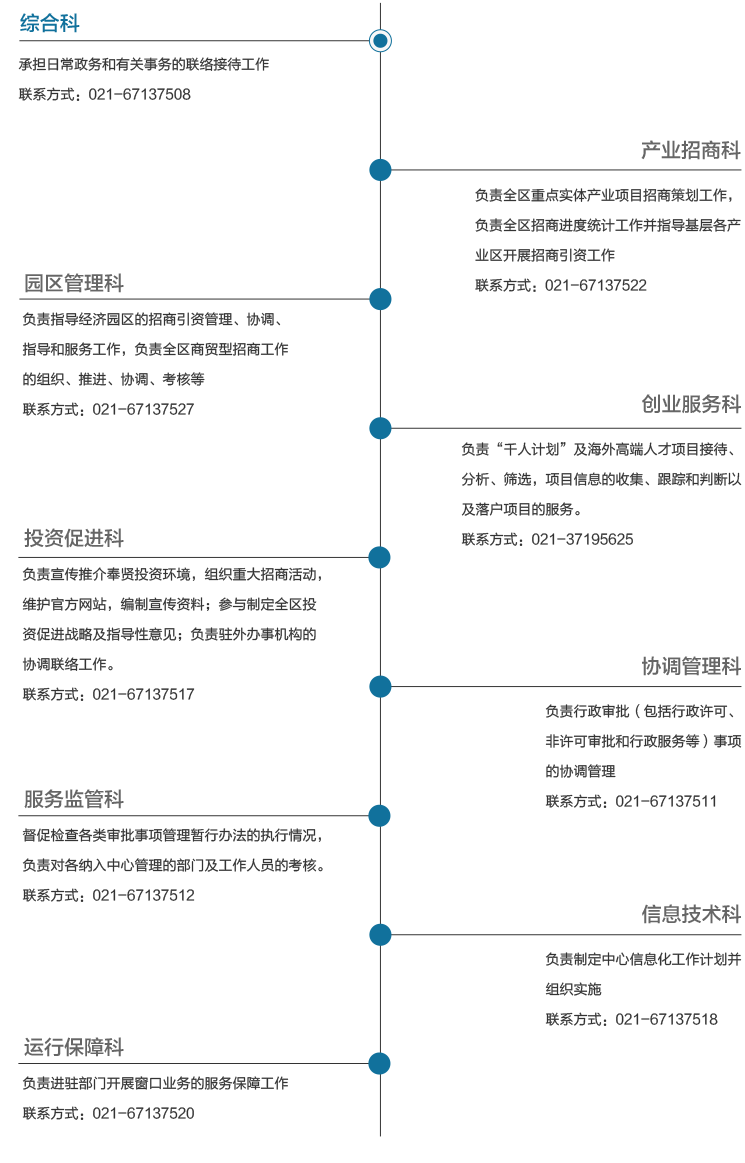 综合科
承担日常政务和有关事务的联络接待工作
联系方式：021-67137508
产业招商科
负责全区重点实体产业项目招商策划工作，
负责全区招商进度统计工作并指导基层各产
业区开展招商引资工作
联系方式：021-67137522
园区管理科
负责指导经济园区的招商引资管理、协调、
指导和服务工作，负责全区商贸型招商工作
的组织、推进、协调、考核等
联系方式：021-67137527
创业服务科
负责“千人计划”及海外高端人才项目接待、
分析、筛选，项目信息的收集、跟踪和判断以
及落户项目的服务。
联系方式：021-37195625
投资促进科
负责宣传推介奉贤投资环境，组织重大招商活动，
维护官方网站，编制宣传资料；参与制定全区投
资促进战略及指导性意见；负责驻外办事机构的
协调联络工作。
联系方式：021-67137517
协调管理科
负责行政审批（包括行政许可、
非许可审批和行政服务等）事项
的协调管理
联系方式：021-67137511
服务监管科
督促检查各类审批事项管理暂行办法的执行情况，
负责对各纳入中心管理的部门及工作人员的考核。
联系方式：021-67137512
信息技术科
负责制定中心信息化工作计划并
组织实施
联系方式：021-67137518
运行保障科
负责进驻部门开展窗口业务的服务保障工作
联系方式：021-67137520